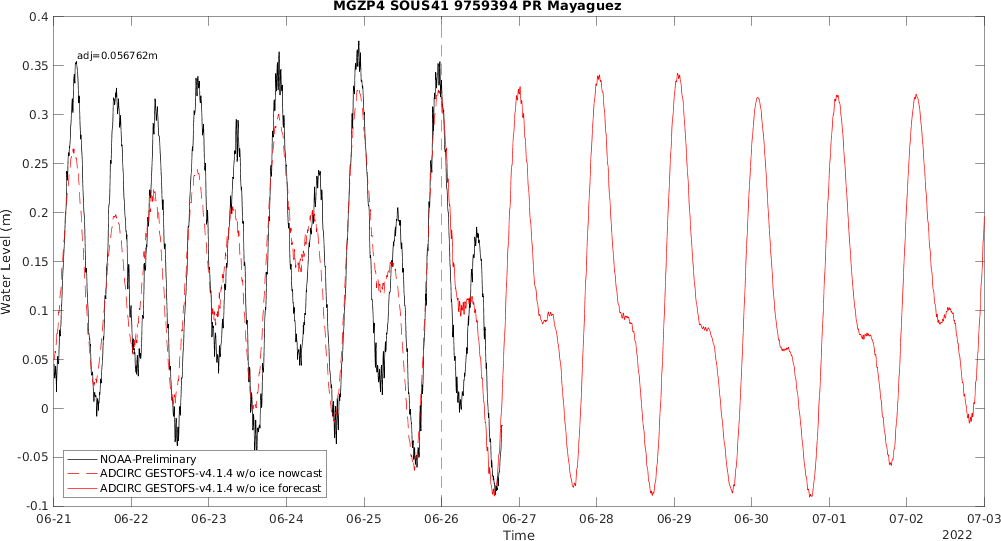 MGZP4 SOUS41 9759394 PR Mayaguez
adj=0.056762m
0.4
0.35
0.3
0.25
0.2
0.15
0.1
0.05
0
-0.05
-0.1
Water Level (m)
NOAA-Preliminary
ADCIRC GESTOFS-v4.1.4 w/o ice nowcast
ADCIRC GESTOFS-v4.1.4 w/o ice forecast
06-21 06-22 06-23 06-24 06-25 06-26 06-27 06-28 06-29 06-30 07-01 07-02 07-03
Time
2022